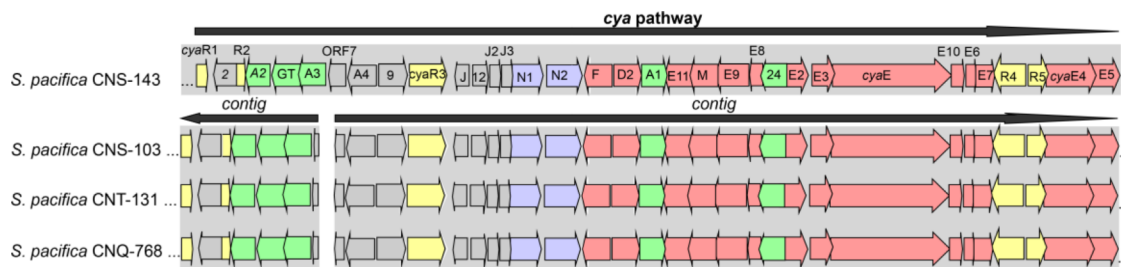 cya pathway
cyaR1 R2 ORF7 J2 J3 E8 E10 E6
S. pacifica CNS-143 ... 2 A2 GT A3 A4 9 cyaR3 J 12 N1 N2 F D2 A1 E11 M E9 24 E2 E3 cyaE E7 R4 R5 cyaE4 E5
contig contig
S. pacifica CNS-103 ...
S. pacifica CNT-131 ...
S. pacifica CNQ-768 ...